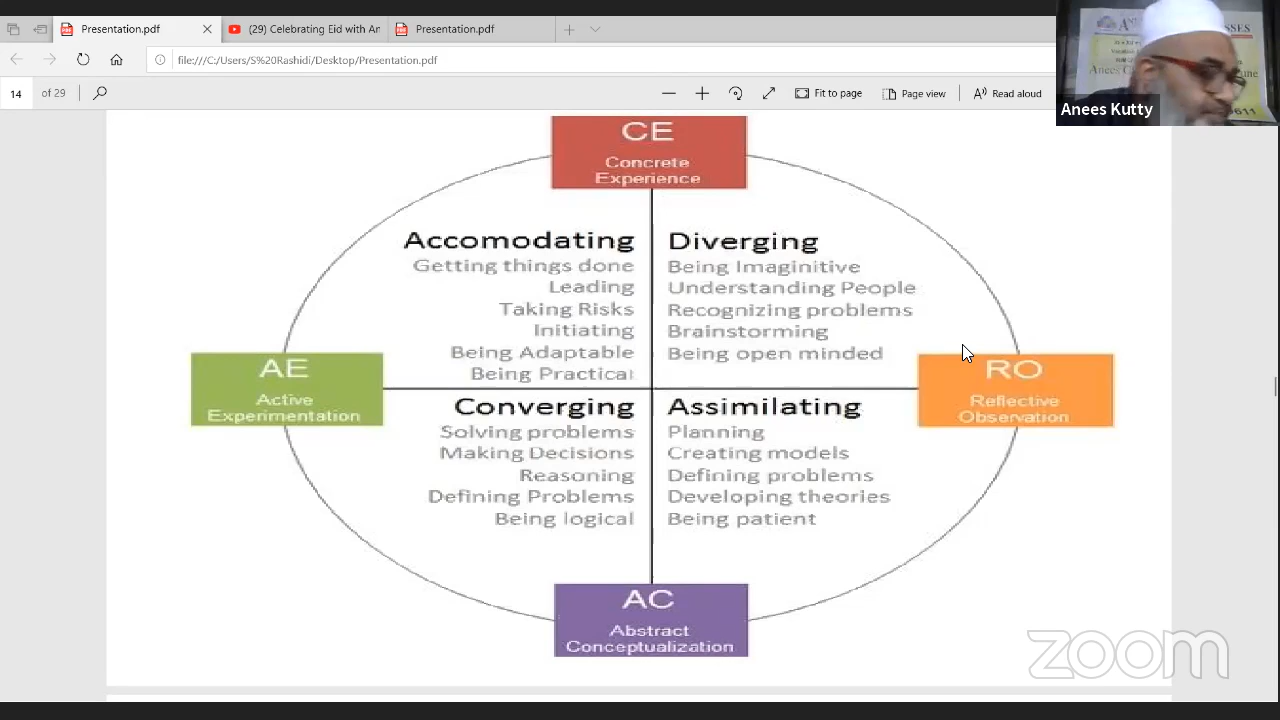 Presentation.pdf
(29) Celebrating Eid with An
Presentation.pdf
file:///C:/Users/S%20Rashidi/Desktop/Presentation.pdf
14 of 29
Fit to page
Page view
Read aloud
Anees Kutty
CE
Concrete
Experience
Accomodating
Getting things done
Leading
Taking Risks
Initiating
Being Adaptable
Being Practical
Diverging
Being Imaginitive
Understanding People
Recognizing problems
Brainstorming
Being open minded
AE
Active
Experimentation
RO
Reflective
Observation
Converging
Solving problems
Making Decisions
Reasoning
Defining Problems
Being logical
Assimilating
Planning
Creating models
Defining problems
Developing theories
Being patient
AC
Abstract
Conceptualization
zoom